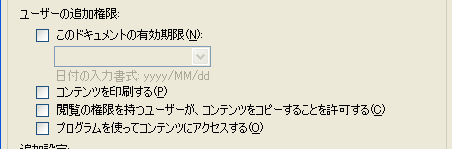 ユーザーの追加権限:
このドキュメントの有効期限(N):
日付の入力書式: yyyy/MM/dd
コンテンツを印刷する(P)
閲覧の権限を持つユーザーが、コンテンツをコピーすることを許可する(C)
プログラムを使ってコンテンツにアクセスする(O)
追加設定: